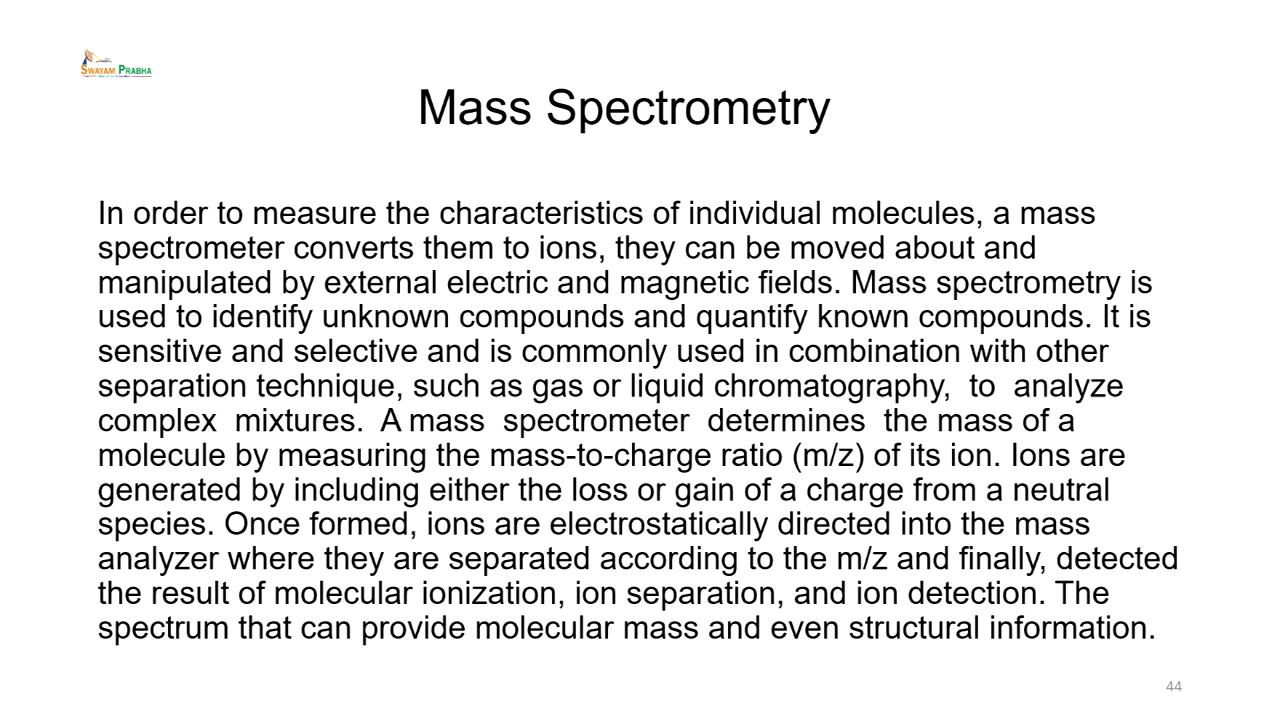 SWAYAM PRABHA
Mass Spectrometry
In order to measure the characteristics of individual molecules, a mass
spectrometer converts them to ions, they can be moved about and
manipulated by external electric and magnetic fields. Mass spectrometry is
used to identify unknown compounds and quantify known compounds. It is
sensitive and selective and is commonly used in combination with other
separation technique, such as gas or liquid chromatography, to analyze
complex mixtures. A mass spectrometer determines the mass of a
molecule by measuring the mass-to-charge ratio (m/z) of its ion. Ions are
generated by including either the loss or gain of a charge from a neutral
species. Once formed, ions are electrostatically directed into the mass
analyzer where they are separated according to the m/z and finally, detected
the result of molecular ionization, ion separation, and ion detection. The
spectrum that can provide molecular mass and even structural information.
44